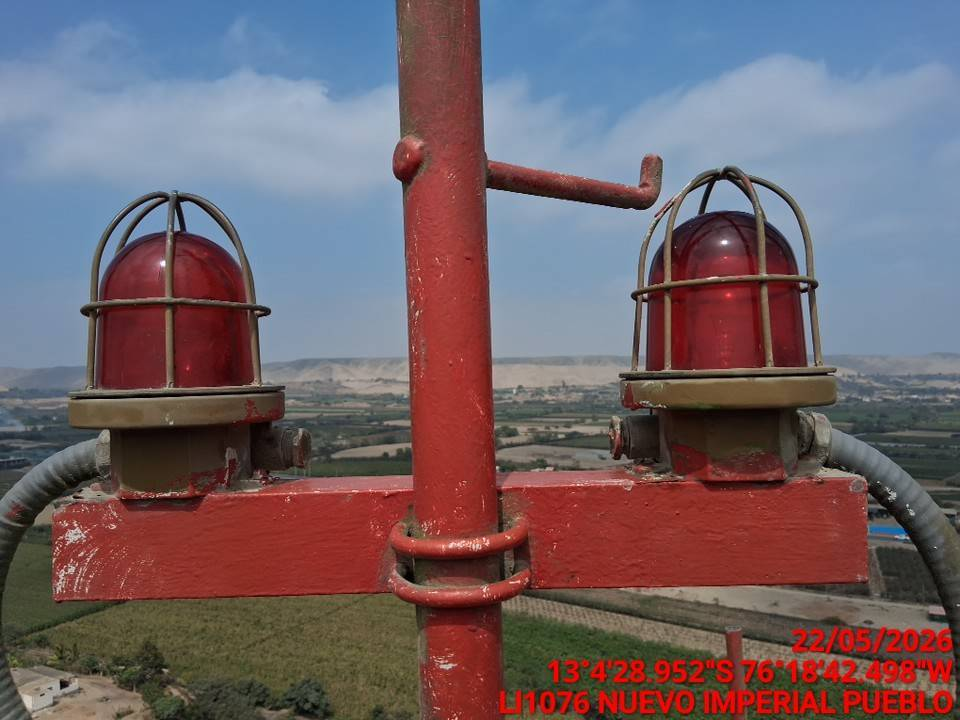 22/05/2026
13°4'28.952"S 76°18'42.498"W
LI1076 NUEVO IMPERIAL PUEBLO